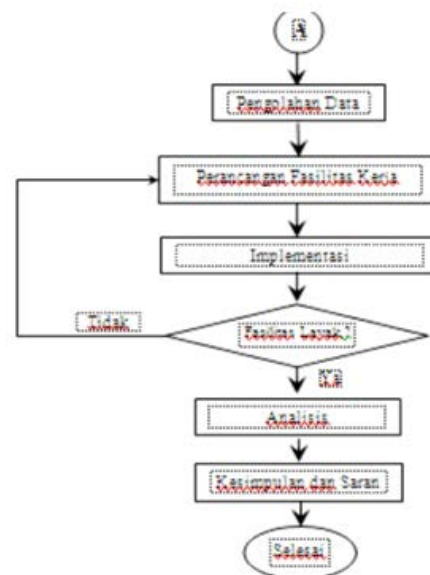 A
Pengolahan Data
Perancangan Fasilitas Kerja
Implementasi
Tidak
Fasilitas Layak ?
Ya
Analisis
Kesimpulan dan Saran
Selesai